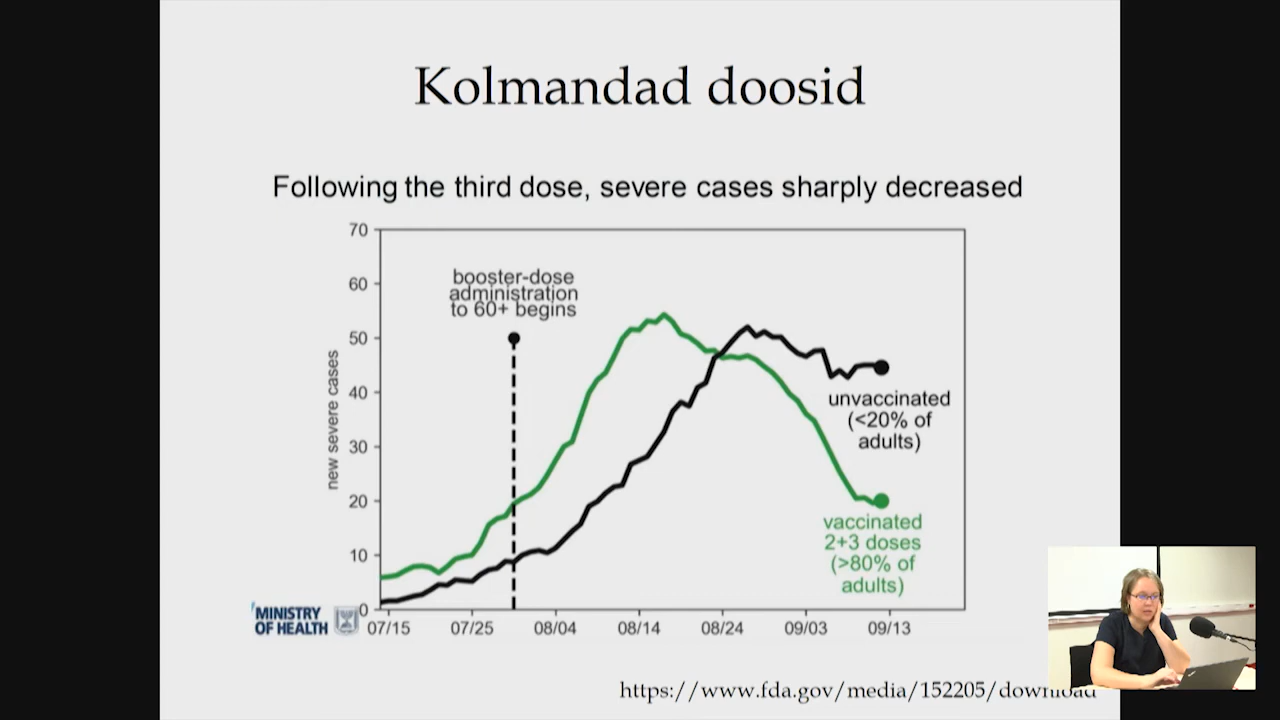 Kolmandad doosid
Following the third dose, severe cases sharply decreased
70
60
50
40
30
20
10
0
new severe cases
booster-dose
administration
to 60+ begins
unvaccinated
(<20% of
adults)
vaccinated
2+3 doses
(>80% of
adults)
MINISTRY
OF HEALTH
07/15 07/25 08/04 08/14 08/24 09/03 09/13
https://www.fda.gov/media/152205/download